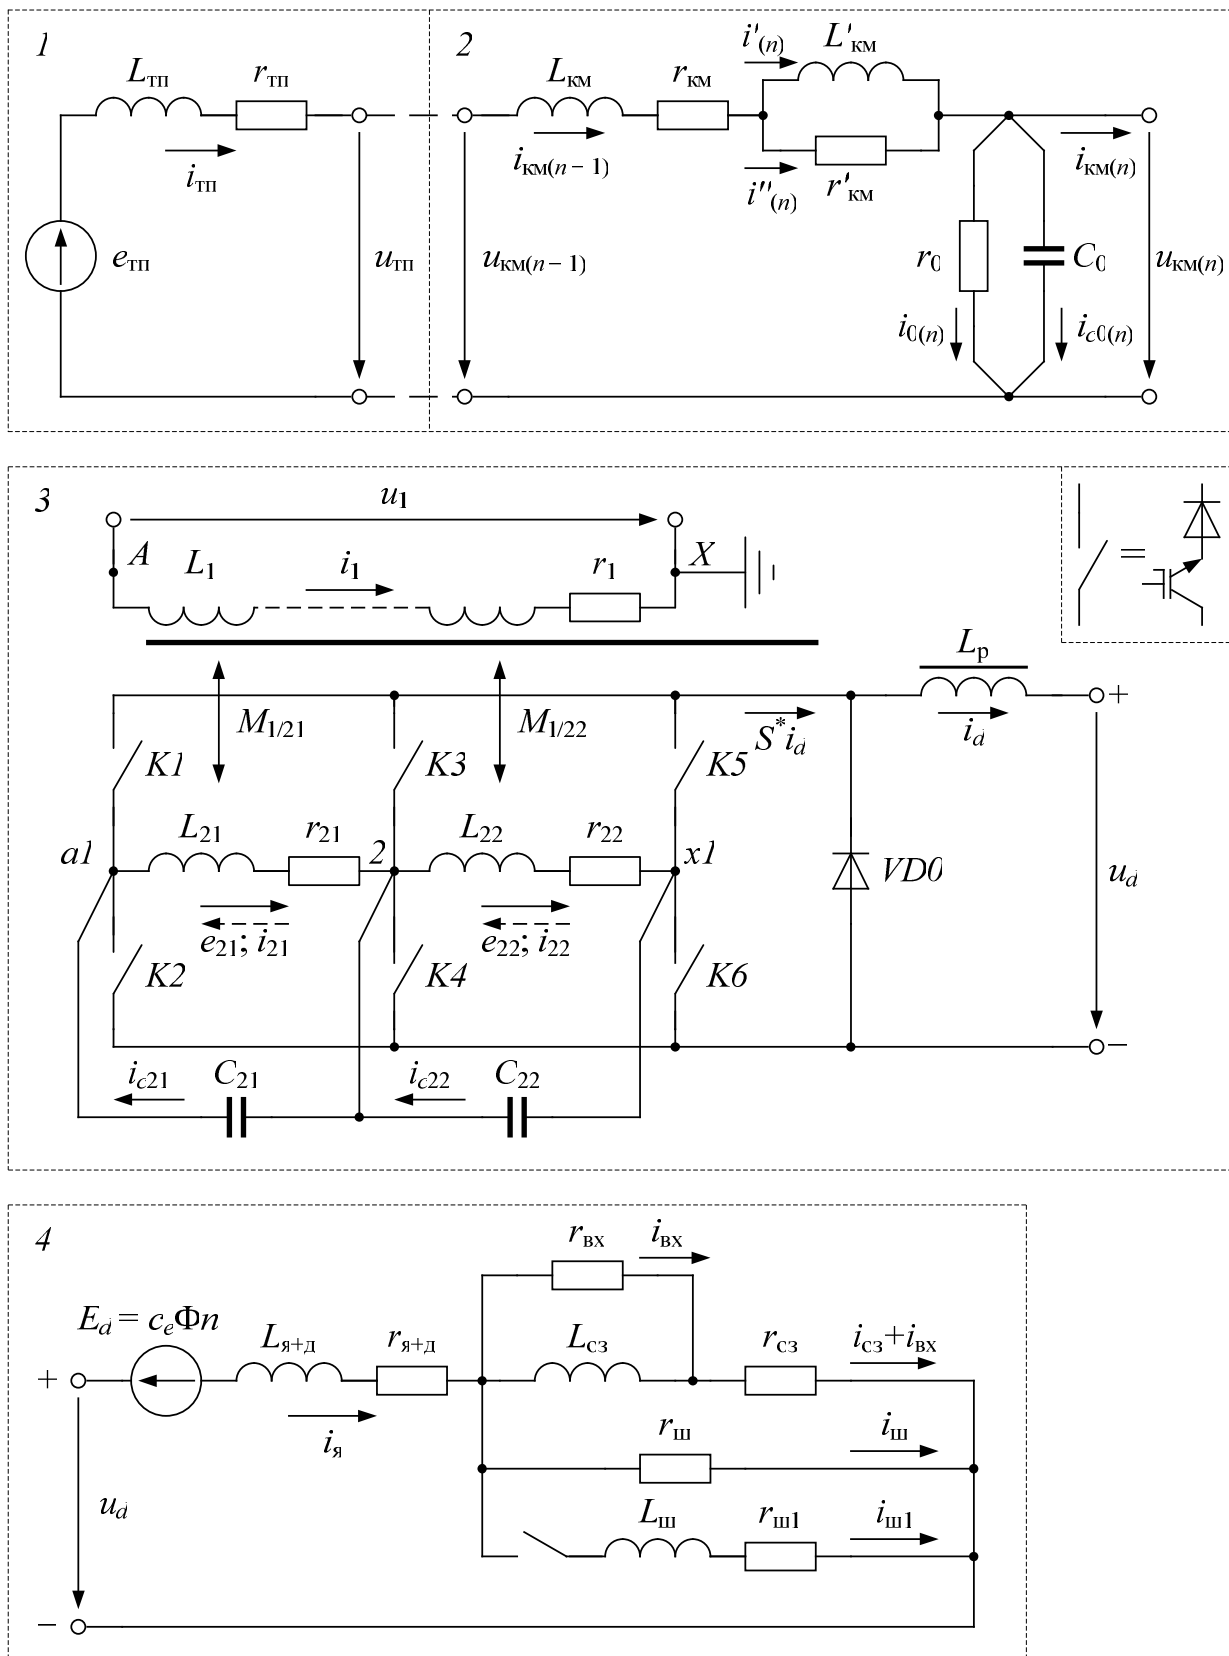 1
L тп
r тп
i тп
e тп
u тп
2
L км
r км
i'(n)
L'км
i км(n−1)
i''(n)
r'км
i км(n)
u км(n−1)
r0
C0
u км(n)
i0(n)
i c0(n)
3
u1
A
L1
i1
r1
X
=
M1/21
M1/22
S*i d
L р
i d
+
K1
K3
K5
a1
L21
r21
2
L22
r22
x1
e21; i21
e22; i22
VD0
u d
K2
K4
K6
−
i c21
C21
i c22
C22
4
r вх
i вх
E d = c e Φn
L я+д
r я+д
L сз
r сз
i сз+i вх
+
i я
r ш
i ш
u d
L ш
r ш1
i ш1
−